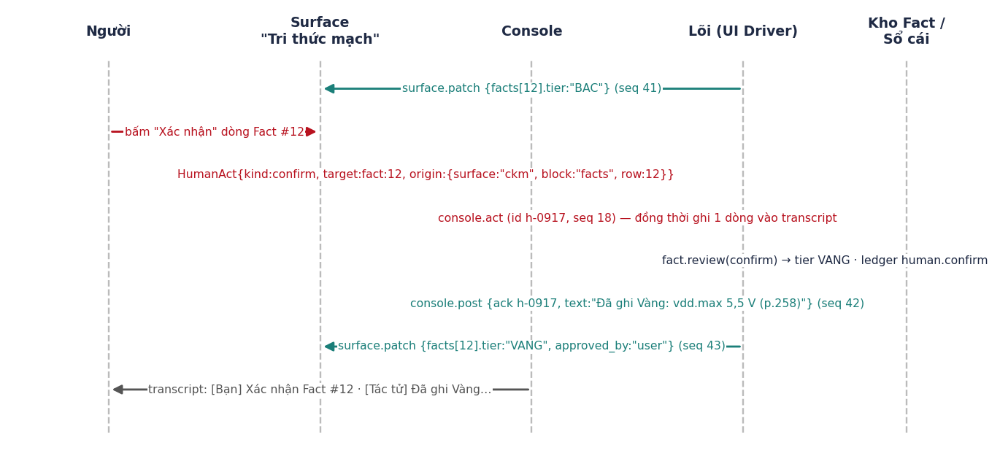 Người
Surface
"Tri thức mạch"
Console
Lõi (UI Driver)
Kho Fact /
Sổ cái
surface.patch {facts[12].tier:"BAC"} (seq 41)
bấm "Xác nhận" dòng Fact #12
HumanAct{kind:confirm, target:fact:12, origin:{surface:"ckm", block:"facts", row:12}}
console.act (id h-0917, seq 18) — đồng thời ghi 1 dòng vào transcript
fact.review(confirm) → tier VANG · ledger human.confirm
console.post {ack h-0917, text:"Đã ghi Vàng: vdd.max 5,5 V (p.258)"} (seq 42)
surface.patch {facts[12].tier:"VANG", approved_by:"user"} (seq 43)
transcript: [Bạn] Xác nhận Fact #12 · [Tác tử] Đã ghi Vàng…